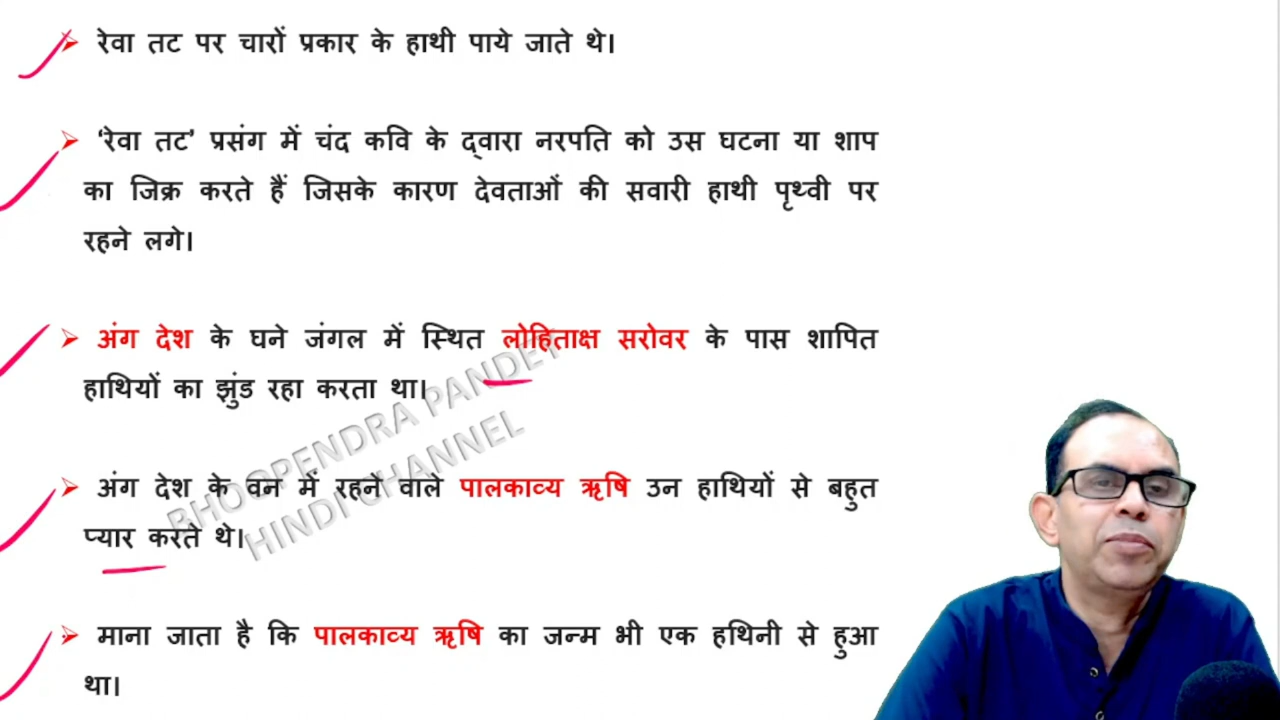 रेवा तट पर चारों प्रकार के हाथी पाये जाते थे।
‘रेवा तट’ प्रसंग में चंद कवि के द्वारा नरपति को उस घटना या शाप
का जिक्र करते हैं जिसके कारण देवताओं की सवारी हाथी पृथ्वी पर
रहने लगे।
अंग देश के घने जंगल में स्थित लोहिताक्ष सरोवर के पास शापित
हाथियों का झुंड रहा करता था।
अंग देश के वन में रहने वाले पालकाव्य ऋषि उन हाथियों से बहुत
प्यार करते थे।
माना जाता है कि पालकाव्य ऋषि का जन्म भी एक हथिनी से हुआ
था।
BHOOPENDRA PANDEY
HINDI CHANNEL